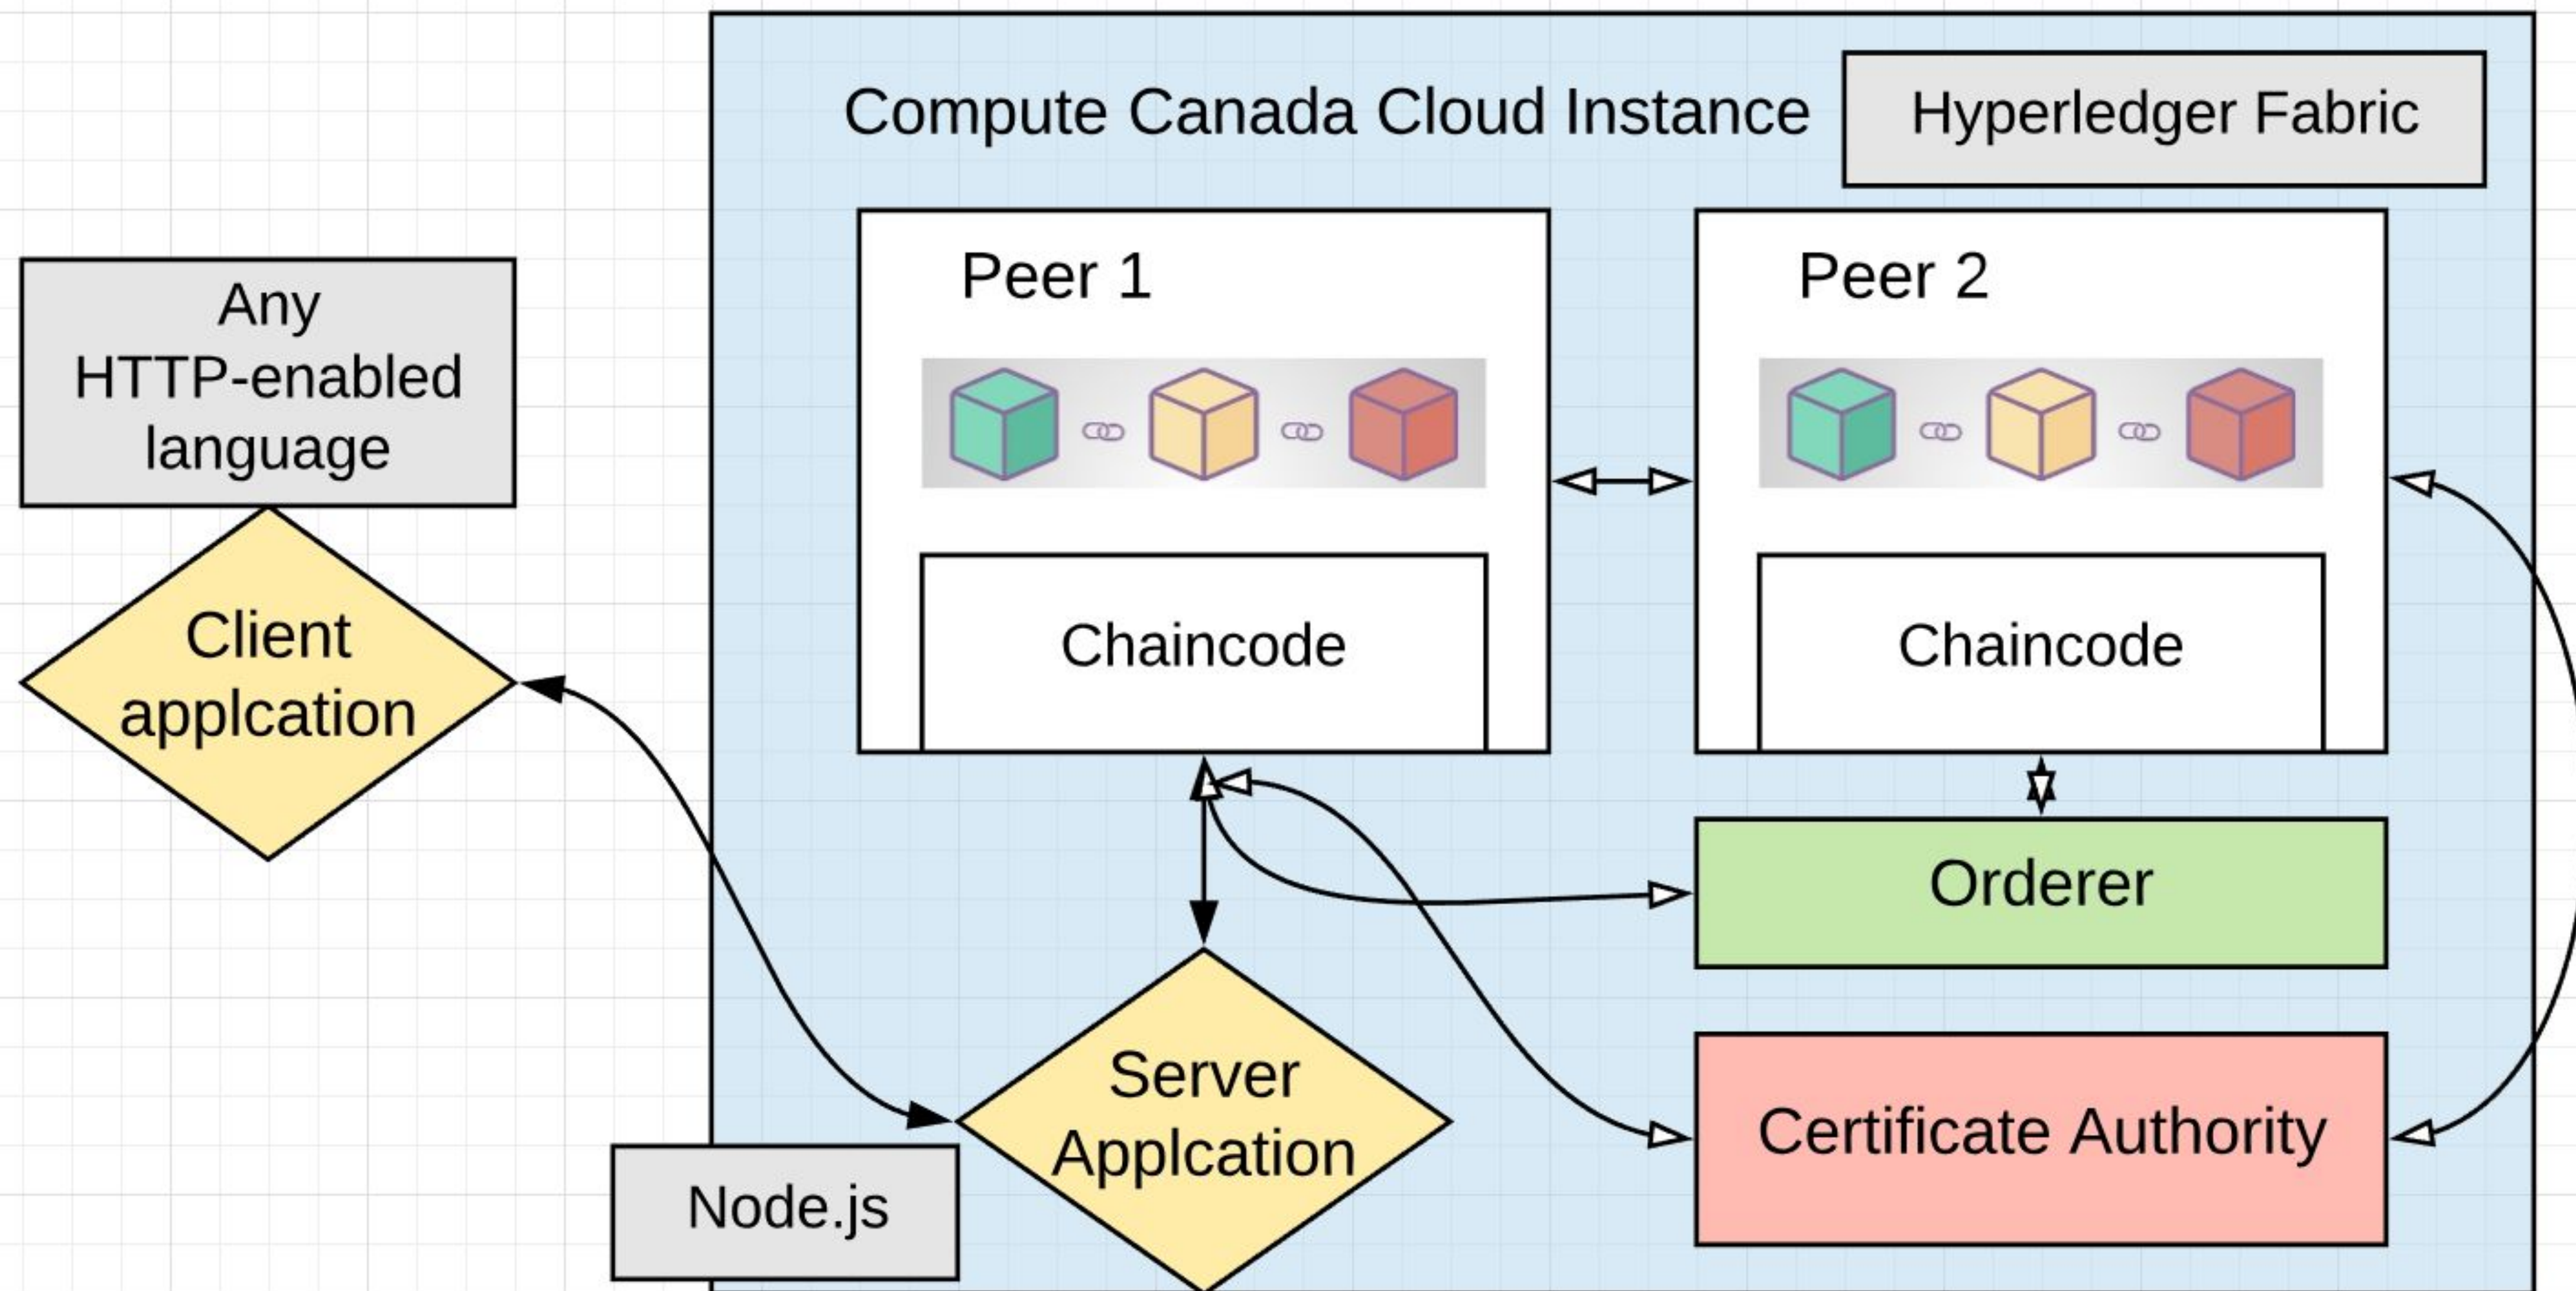 Compute Canada Cloud Instance
Hyperledger Fabric
Any
HTTP-enabled
language
Client
applcation
Peer 1
Chaincode
Peer 2
Chaincode
Orderer
Certificate Authority
Server
Applcation
Node.js